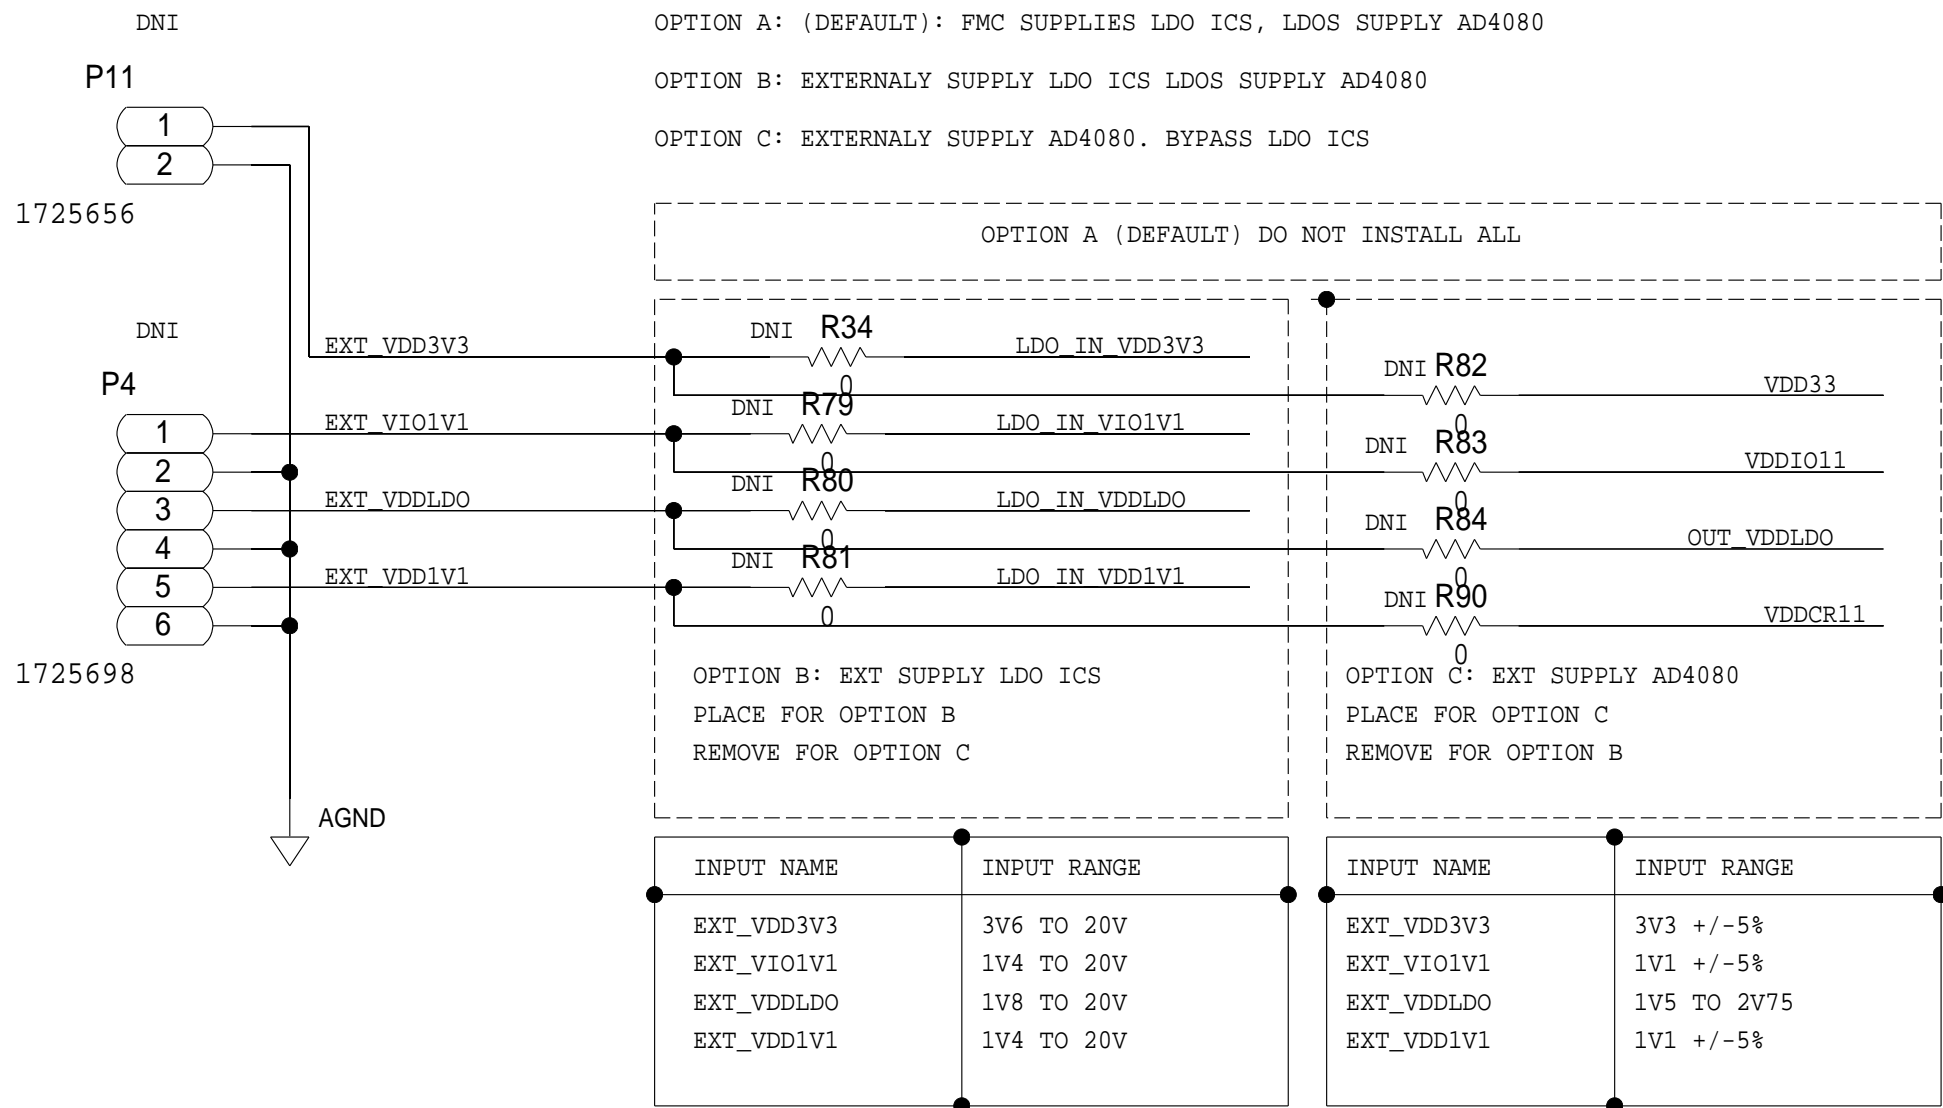 DNI
OPTION A: (DEFAULT): FMC SUPPLIES LDO ICS, LDOS SUPPLY AD4080
P11
OPTION B: EXTERNALY SUPPLY LDO ICS LDOS SUPPLY AD4080
1
OPTION C: EXTERNALY SUPPLY AD4080. BYPASS LDO ICS
2
1725656
OPTION A (DEFAULT) DO NOT INSTALL ALL
DNI
EXT_VDD3V3
DNI R34
LDO_IN_VDD3V3
0
DNI R82
VDD33
0
P4
1
EXT_VIO1V1
DNI R79
LDO_IN_VIO1V1
0
DNI R83
VDDIO11
0
2
3
EXT_VDDLDO
DNI R80
LDO_IN_VDDLDO
0
DNI R84
OUT_VDDLDO
0
4
5
EXT_VDD1V1
DNI R81
LDO_IN_VDD1V1
0
DNI R90
VDDCR11
0
6
1725698
OPTION B: EXT SUPPLY LDO ICS
PLACE FOR OPTION B
REMOVE FOR OPTION C
OPTION C: EXT SUPPLY AD4080
PLACE FOR OPTION C
REMOVE FOR OPTION B
AGND
INPUT NAME INPUT RANGE
EXT_VDD3V3 3V6 TO 20V
EXT_VIO1V1 1V4 TO 20V
EXT_VDDLDO 1V8 TO 20V
EXT_VDD1V1 1V4 TO 20V
INPUT NAME INPUT RANGE
EXT_VDD3V3 3V3 +/-5%
EXT_VIO1V1 1V1 +/-5%
EXT_VDDLDO 1V5 TO 2V75
EXT_VDD1V1 1V1 +/-5%